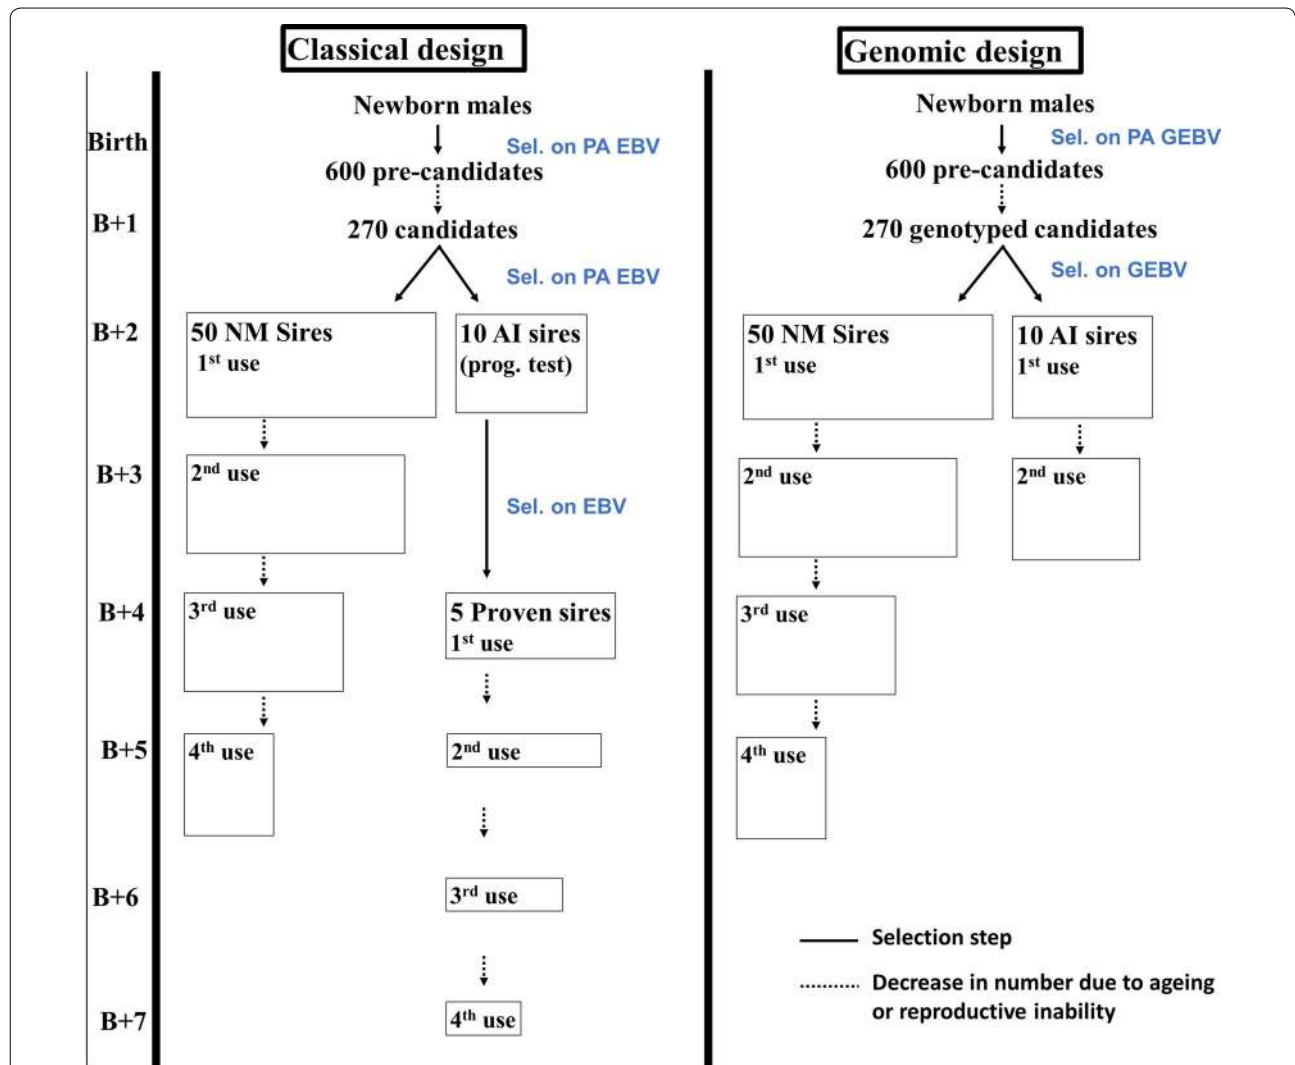 Classical design
Genomic design
Newborn males
Newborn males
Birth
Sel. on PA EBV
Sel. on PA GEBV
600 pre-candidates
600 pre-candidates
B+1
270 candidates
270 genotyped candidates
Sel. on PA EBV
Sel. on GEBV
B+2
50 NM Sires
1st use
10 AI sires
(prog. test)
50 NM Sires
1st use
10 AI sires
1st use
B+3
2nd use
Sel. on EBV
2nd use
2nd use
B+4
3rd use
5 Proven sires
1st use
3rd use
B+5
4th use
2nd use
4th use
B+6
3rd use
Selection step
Decrease in number due to ageing
or reproductive inability
B+7
4th use